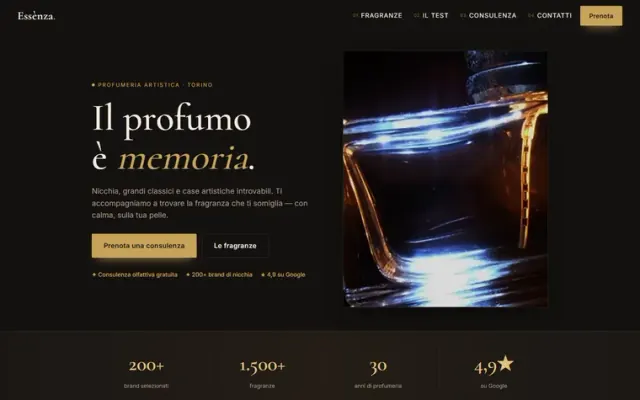 Essènza.
01 FRAGRANZE
02 IL TEST
03 CONSULENZA
04 CONTATTI
Prenota
PROFUMERIA ARTISTICA · TORINO
Il profumo
è memoria.
Nicchia, grandi classici e case artistiche introvabili. Ti
accompagniamo a trovare la fragranza che ti somiglia — con
calma, sulla tua pelle.
Prenota una consulenza
Le fragranze
★ Consulenza olfattiva gratuita ★ 200+ brand di nicchia ★ 4,9 su Google
200+
brand selezionati
1.500+
fragranze
30
anni di profumeria
4,9★
su Google